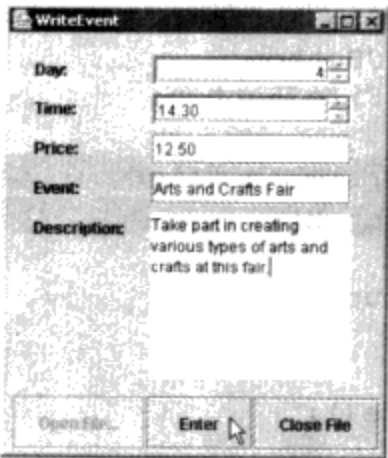 WriteEvent
Day: 4
Time: 14.30
Price: 12.50
Event: Arts and Crafts Fair
Description: Take part in creating
various types of arts and
crafts at this fair.
Open File... Enter Close File